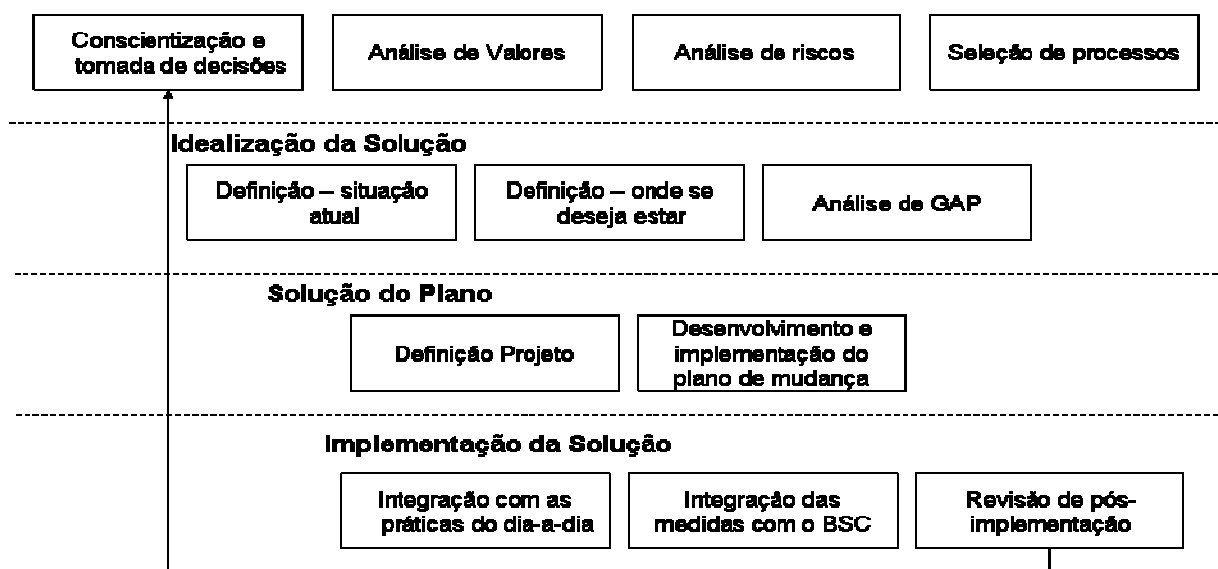 Conscientização e
tomada de decisões
Análise de Valores
Análise de riscos
Seleção de processos
Idealização da Solução
Definição – situação
atual
Definição – onde se
deseja estar
Análise de GAP
Solução do Plano
Definição Projeto
Desenvolvimento e
implementação do
plano de mudança
Implementação da Solução
Integração com as
práticas do dia-a-dia
Integração das
medidas com o BSC
Revisão de pós-
implementação